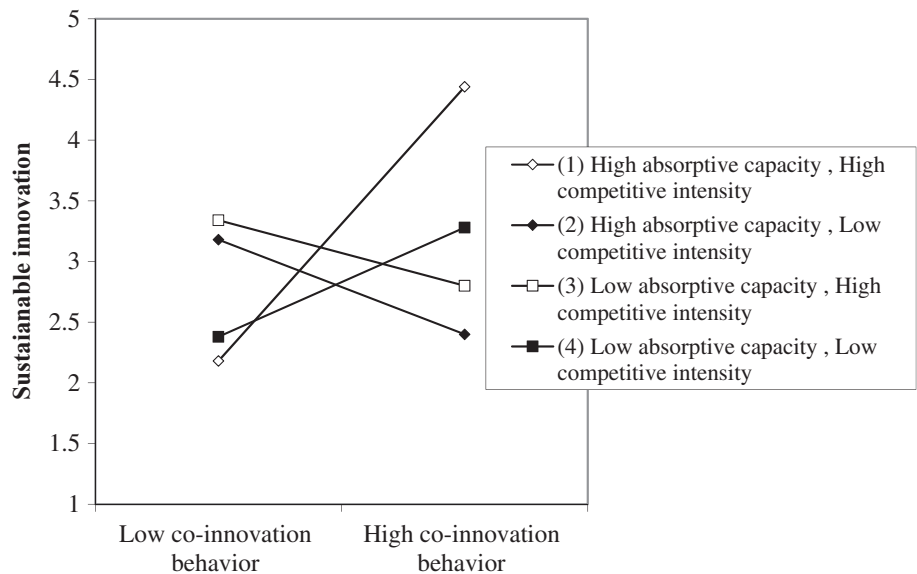 Sustaianable innovation
5
4.5
4
3.5
3
2.5
2
1.5
1
Low co-innovation
behavior
High co-innovation
behavior
(1) High absorptive capacity , High
competitive intensity
(2) High absorptive capacity , Low
competitive intensity
(3) Low absorptive capacity , High
competitive intensity
(4) Low absorptive capacity , Low
competitive intensity